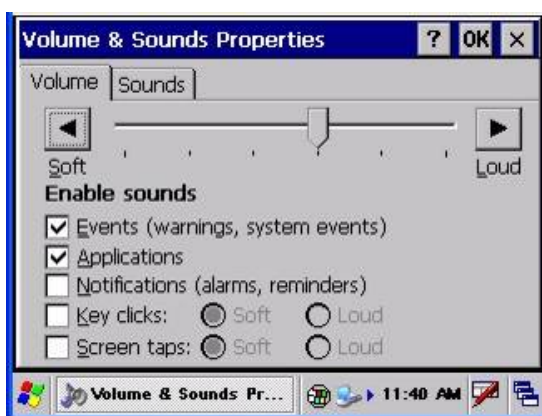 Volume & Sounds Properties ? OK ×
Volume Sounds
Soft Loud
Enable sounds
Events (warnings, system events)
Applications
Notifications (alarms, reminders)
Key clicks: Soft Loud
Screen taps: Soft Loud
Volume & Sounds Pr... 11:40 AM